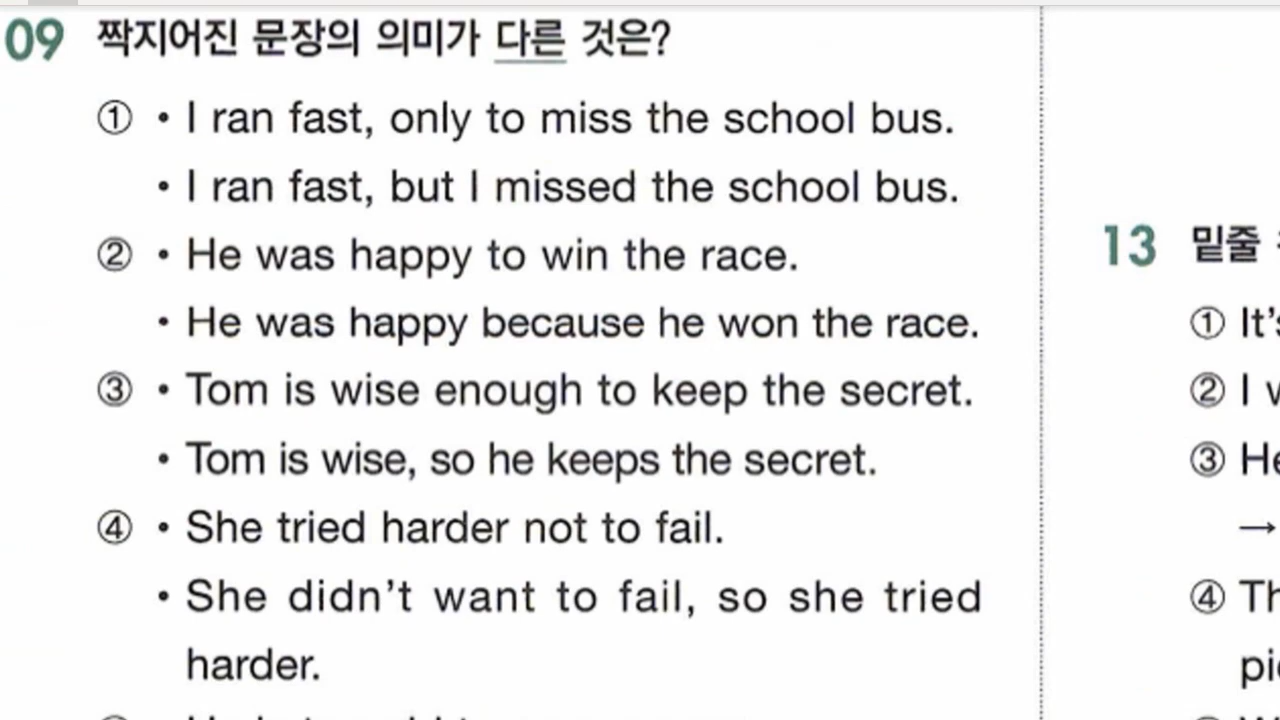 09 짝지어진 문장의 의미가 다른 것은?
① • I ran fast, only to miss the school bus.
• I ran fast, but I missed the school bus.
② • He was happy to win the race.
• He was happy because he won the race.
③ • Tom is wise enough to keep the secret.
• Tom is wise, so he keeps the secret.
④ • She tried harder not to fail.
• She didn't want to fail, so she tried
harder.
13 밑줄
① It's
② I
③ He
→
④ Th
pi